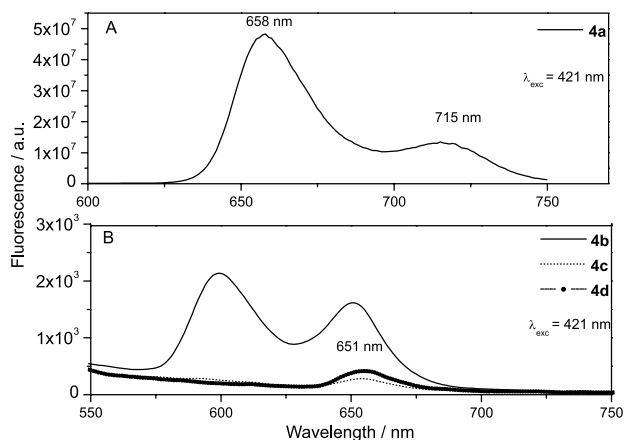 A
658 nm
4a
λexc = 421 nm
715 nm
5x10⁷
4x10⁷
3x10⁷
2x10⁷
1x10⁷
0
600
650
700
750
Fluorescence / a.u.
B
4b
4c
4d
λexc = 421 nm
651 nm
3x10³
2x10³
1x10³
0
550
600
650
700
750
Wavelength / nm